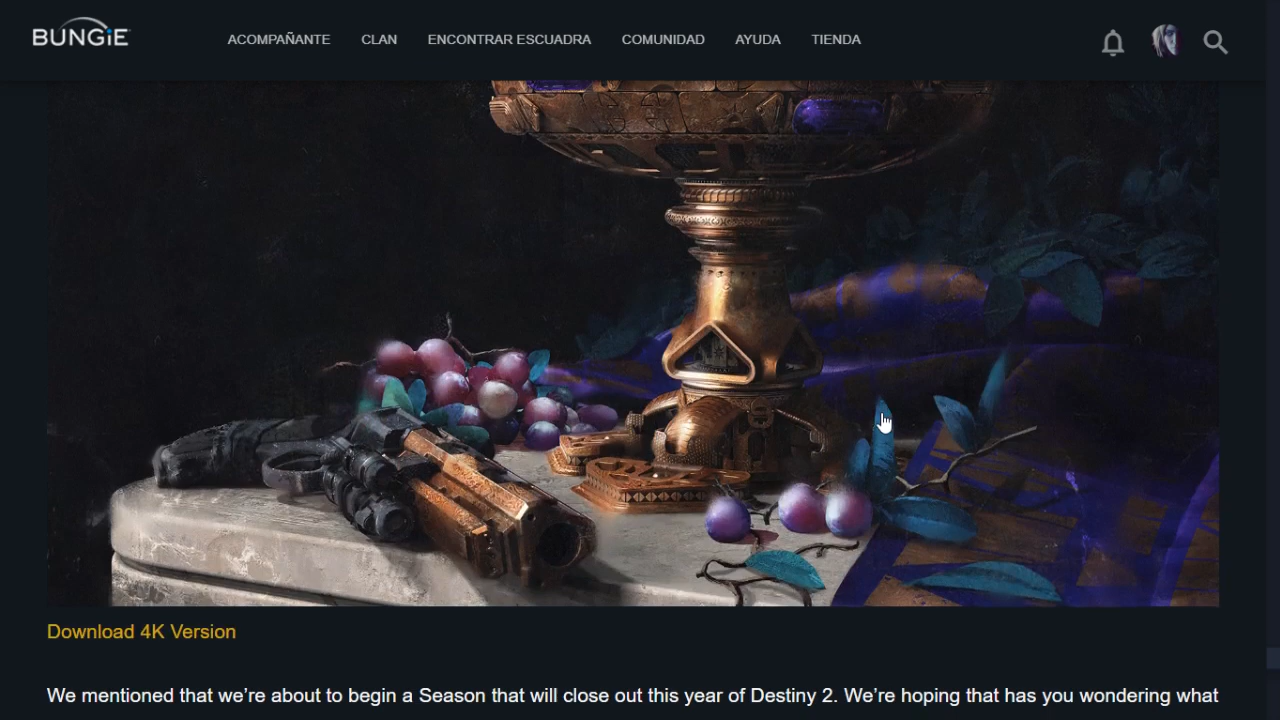 BUNGiE
ACOMPAÑANTE CLAN ENCONTRAR ESCUADRA COMUNIDAD AYUDA TIENDA
Download 4K Version
We mentioned that we’re about to begin a Season that will close out this year of Destiny 2. We’re hoping that has you wondering what